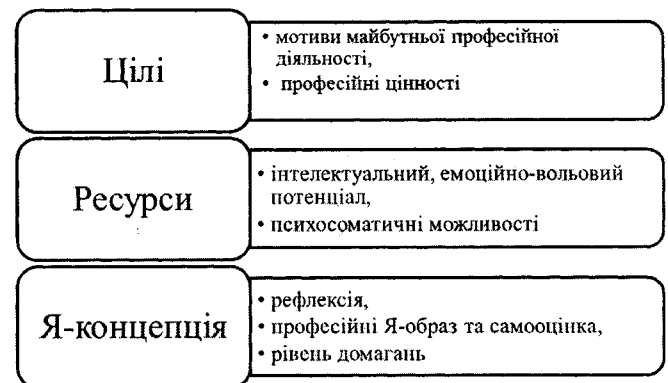 Цілі
• мотиви майбутньої професійної
діяльності,
• професійні цінності
Ресурси
• інтелектуальний, емоційно-вольовий
потенціал,
• психосоматичні можливості
Я-концепція
• рефлексія,
• професійні Я-образ та самооцінка,
• рівень домагань